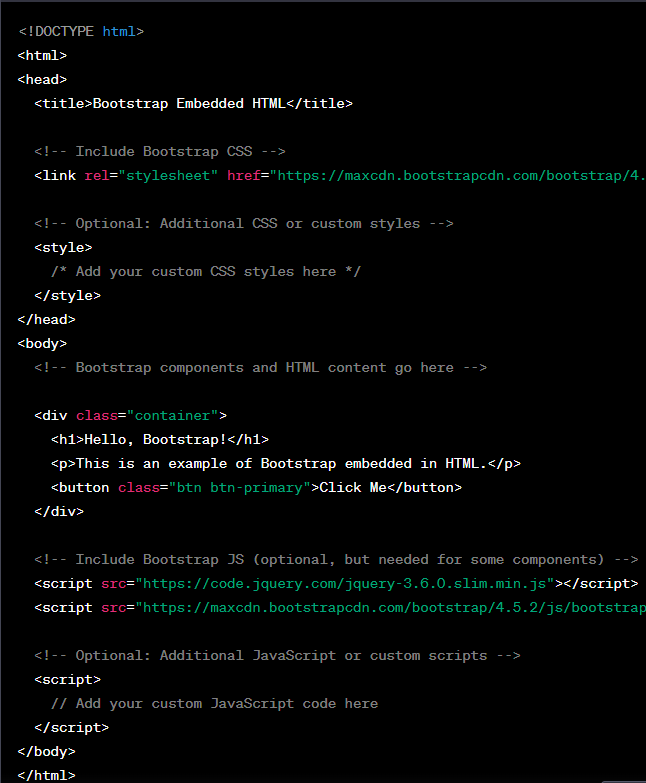 <!DOCTYPE html>
<html>
<head>
  <title>Bootstrap Embedded HTML</title>
  <!-- Include Bootstrap CSS -->
  <link rel="stylesheet" href="https://maxcdn.bootstrapcdn.com/bootstrap/4.
  <!-- Optional: Additional CSS or custom styles -->
  <style>
    /* Add your custom CSS styles here */
  </style>
</head>
<body>
  <!-- Bootstrap components and HTML content go here -->
  <div class="container">
    <h1>Hello, Bootstrap!</h1>
    <p>This is an example of Bootstrap embedded in HTML.</p>
    <button class="btn btn-primary">Click Me</button>
  </div>
  <!-- Include Bootstrap JS (optional, but needed for some components) -->
  <script src="https://code.jquery.com/jquery-3.6.0.slim.min.js"></script>
  <script src="https://maxcdn.bootstrapcdn.com/bootstrap/4.5.2/js/bootstrap
  <!-- Optional: Additional JavaScript or custom scripts -->
  <script>
    // Add your custom JavaScript code here
  </script>
</body>
</html>